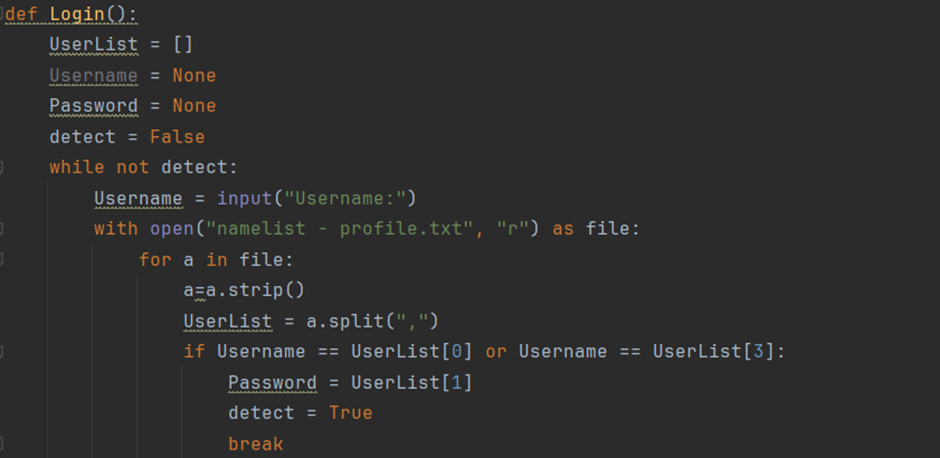 def Login():
    UserList = []
    Username = None
    Password = None
    detect = False
    while not detect:
        Username = input("Username:")
        with open("namelist - profile.txt", "r") as file:
            for a in file:
                a=a.strip()
                UserList = a.split(",")
                if Username == UserList[0] or Username == UserList[3]:
                    Password = UserList[1]
                    detect = True
                    break